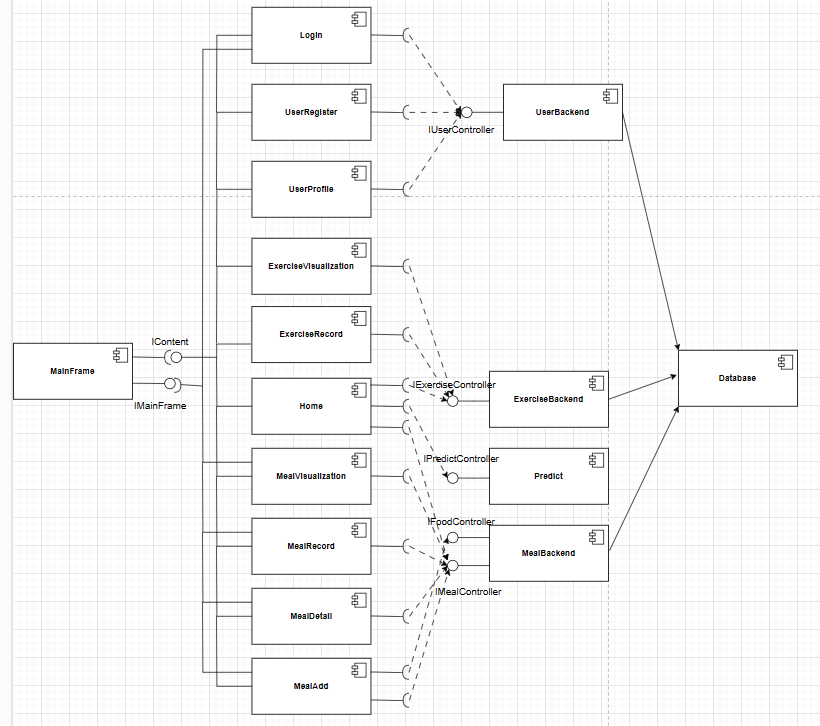 Login
UserRegister
UserBackend
IUserController
UserProfile
ExerciseVisualization
ExerciseRecord
IContent
MainFrame
IMainFrame
Home
IExerciseController
ExerciseBackend
Database
MealVisualization
IPredictController
Predict
IFoodController
MealRecord
MealBackend
IMealController
MealDetail
MealAdd